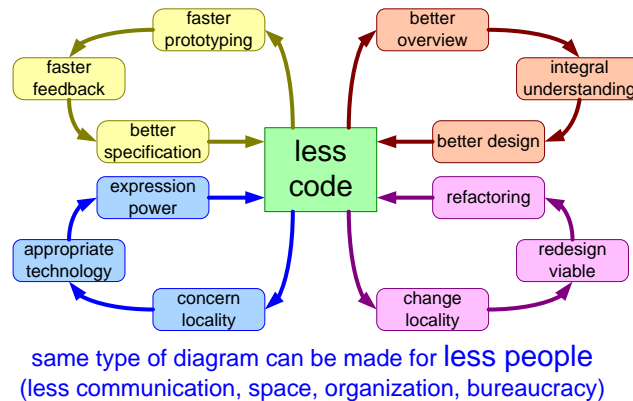 faster
prototyping
faster
feedback
better
specification
better
overview
integral
understanding
better design
less
code
expression
power
appropriate
technology
concern
locality
refactoring
redesign
viable
change
locality
same type of diagram can be made for less people
(less communication, space, organization, bureaucracy)